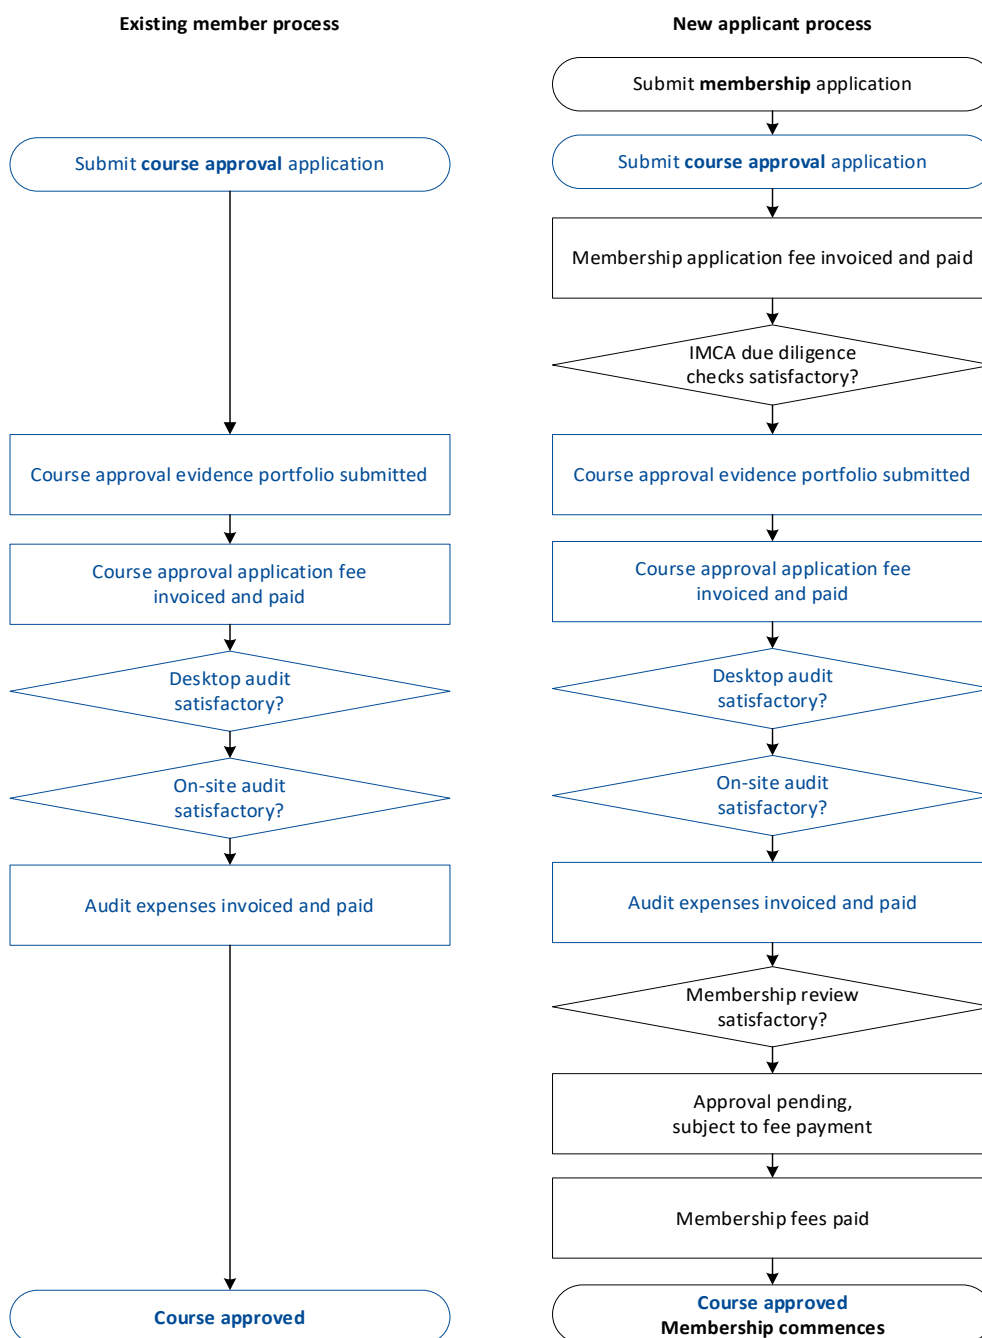 Existing member process
Submit course approval application
Course approval evidence portfolio submitted
Course approval application fee
invoiced and paid
Desktop audit
satisfactory?
On-site audit
satisfactory?
Audit expenses invoiced and paid
Course approved
New applicant process
Submit membership application
Submit course approval application
Membership application fee invoiced and paid
IMCA due diligence
checks satisfactory?
Course approval evidence portfolio submitted
Course approval application fee
invoiced and paid
Desktop audit
satisfactory?
On-site audit
satisfactory?
Audit expenses invoiced and paid
Membership review
satisfactory?
Approval pending,
subject to fee payment
Membership fees paid
Course approved
Membership commences